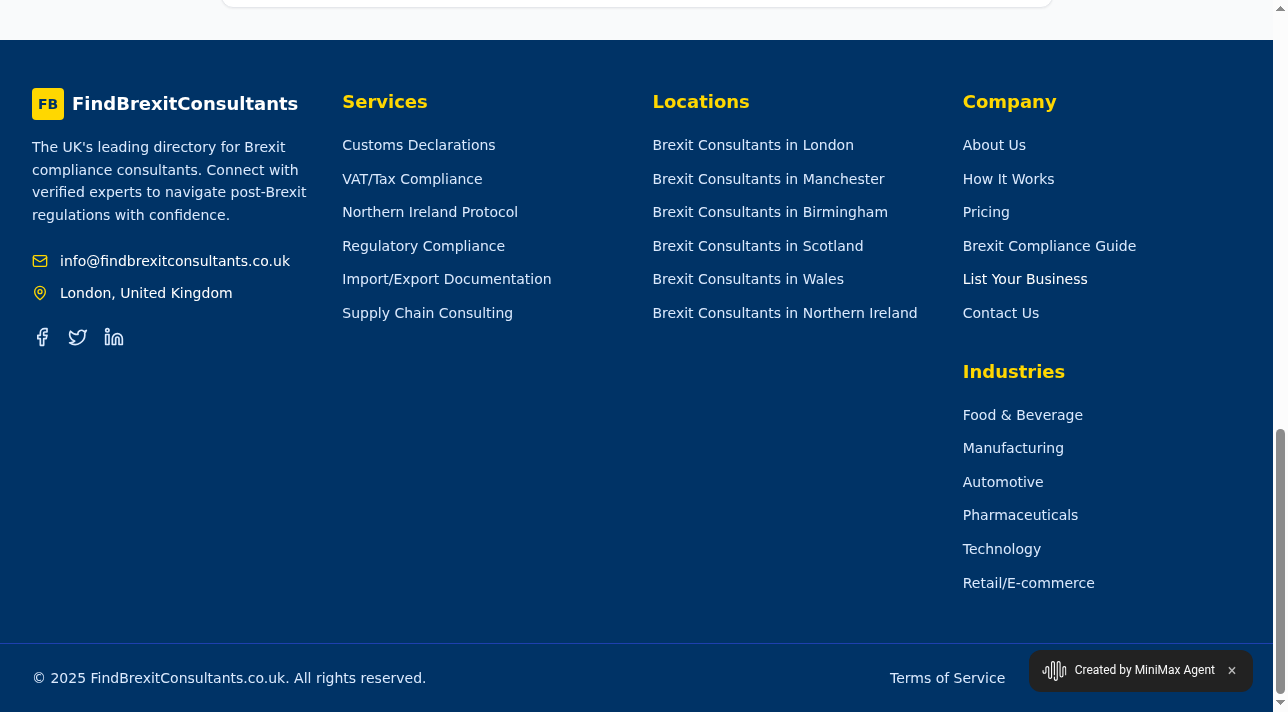 FB
FindBrexitConsultants
The UK's leading directory for Brexit
compliance consultants. Connect with
verified experts to navigate post-Brexit
regulations with confidence.
info@findbrexitconsultants.co.uk
London, United Kingdom
Services
Customs Declarations
VAT/Tax Compliance
Northern Ireland Protocol
Regulatory Compliance
Import/Export Documentation
Supply Chain Consulting
Locations
Brexit Consultants in London
Brexit Consultants in Manchester
Brexit Consultants in Birmingham
Brexit Consultants in Scotland
Brexit Consultants in Wales
Brexit Consultants in Northern Ireland
Company
About Us
How It Works
Pricing
Brexit Compliance Guide
List Your Business
Contact Us
Industries
Food & Beverage
Manufacturing
Automotive
Pharmaceuticals
Technology
Retail/E-commerce
© 2025 FindBrexitConsultants.co.uk. All rights reserved.
Terms of Service
Created by MiniMax Agent